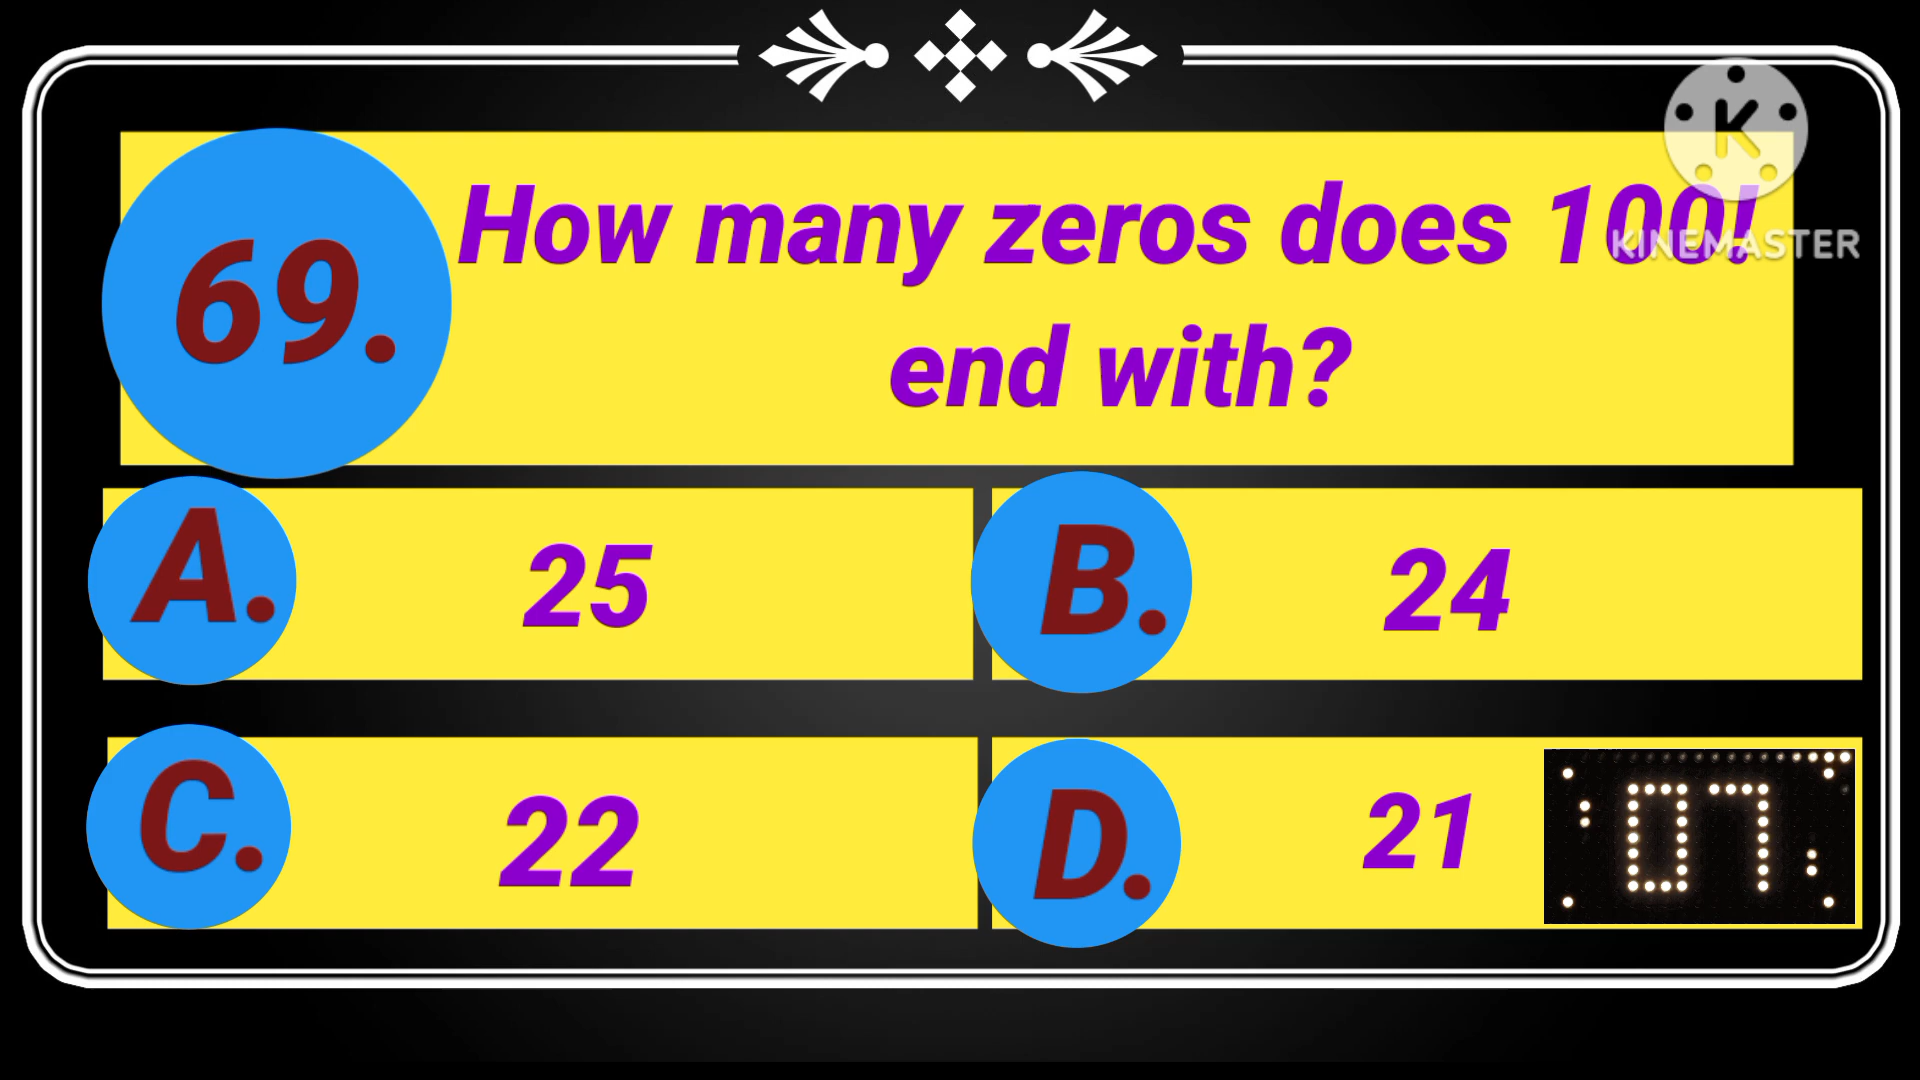 69.
How many zeros does 100!
end with?
A.
25
B.
24
C.
22
D.
21
07
K
KINEMASTER